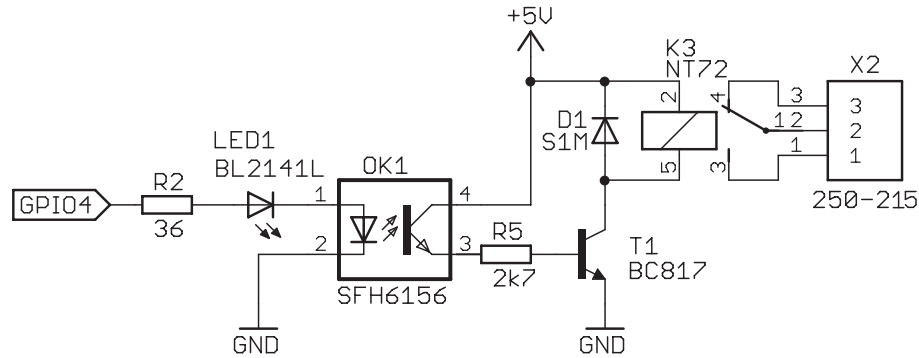 +5V
K3
NT72
X2
2
4
3
3
D1
S1M
1
2
2
LED1
BL2141L
1
1
OK1
5
3
R2
1
4
250-215
GPIO4
36
R5
T1
2
3
BC817
2k7
SFH6156
GND
GND